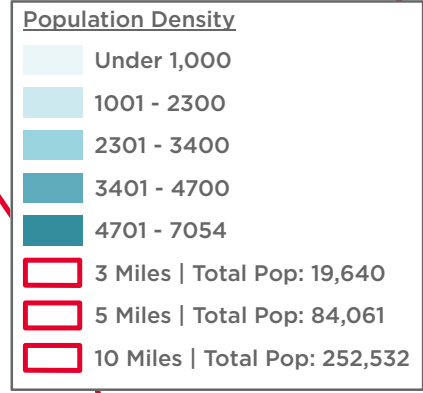 Population Density
Under 1,000
1001 - 2300
2301 - 3400
3401 - 4700
4701 - 7054
3 Miles | Total Pop: 19,640
5 Miles | Total Pop: 84,061
10 Miles | Total Pop: 252,532